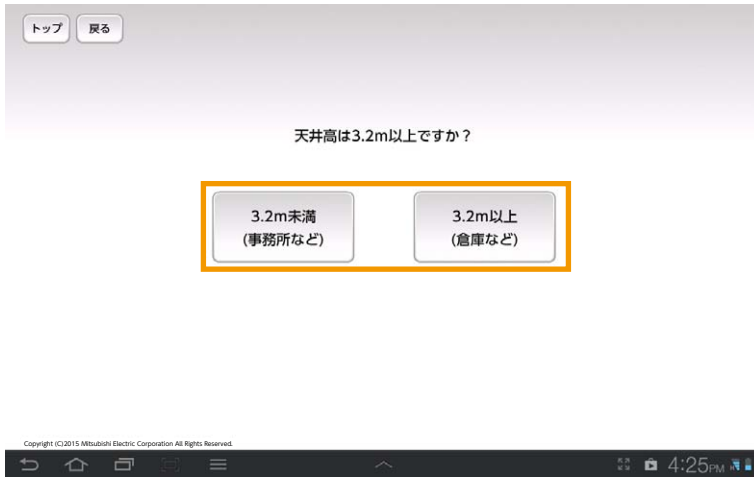 トップ 戻る
天井高は3.2m以上ですか？
3.2m未満 3.2m以上
(事務所など) (倉庫など)
Copyright (C)2015 Mitsubishi Electric Corporation All Rights Reserved.
4:25PM